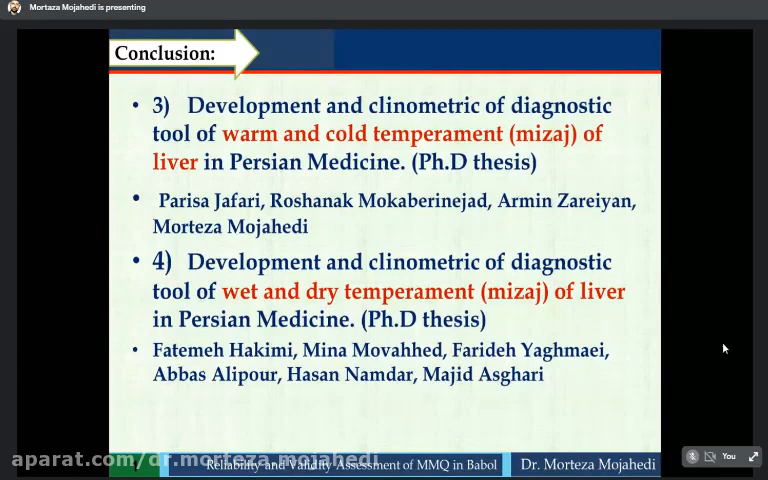 Mortaza Mojahedi is presenting
Conclusion:
• 3) Development and clinometric of diagnostic
tool of warm and cold temperament (mizaj) of
liver in Persian Medicine. (Ph.D thesis)
• Parisa Jafari, Roshanak Mokaberinejad, Armin Zareiyan,
Morteza Mojahedi
• 4) Development and clinometric of diagnostic
tool of wet and dry temperament (mizaj) of liver
in Persian Medicine. (Ph.D thesis)
• Fatemeh Hakimi, Mina Movahhed, Farideh Yaghmaei,
Abbas Alipour, Hasan Namdar, Majid Asghari
aparat.com/dr.morteza_mojahedi
Reliability and Validity Assessment of MMQ in Babol
Dr. Morteza Mojahedi
You